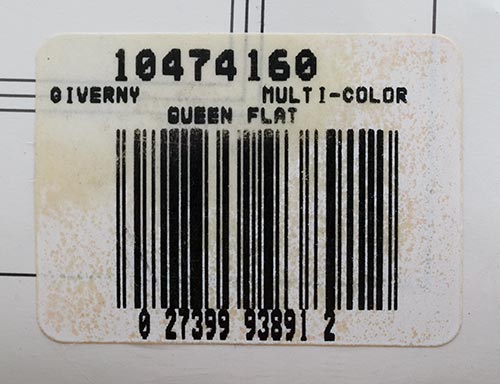 10474160
GIVERNY MULTI-COLOR
QUEEN FLAT
0 27399 93891 2